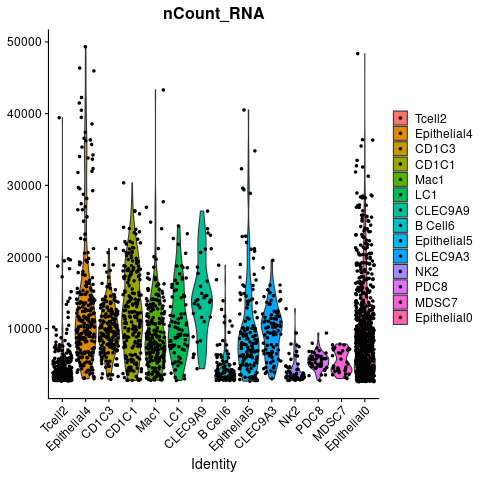 nCount_RNA
50000
40000
30000
20000
10000
Tcell2
Epithelial4
CD1C3
CD1C1
Mac1
LC1
CLEC9A9
B Cell6
Epithelial5
CLEC9A3
NK2
PDC8
MDSC7
Epithelial0
Identity
Tcell2
Epithelial4
CD1C3
CD1C1
Mac1
LC1
CLEC9A9
B Cell6
Epithelial5
CLEC9A3
NK2
PDC8
MDSC7
Epithelial0